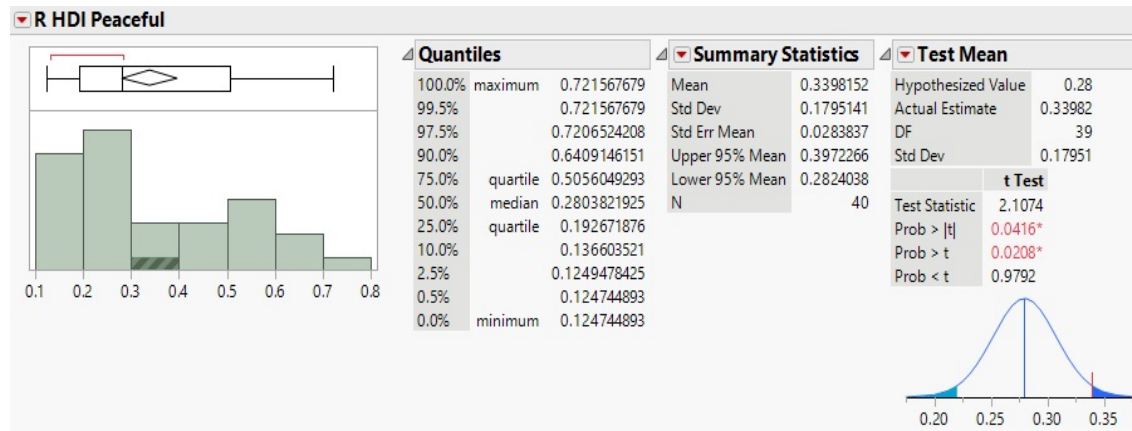 R HDI Peaceful
0.1 0.2 0.3 0.4 0.5 0.6 0.7 0.8
Quantiles
100.0% maximum 0.721567679
99.5% 0.721567679
97.5% 0.7206524208
90.0% 0.6409146151
75.0% quartile 0.5056049293
50.0% median 0.2803821925
25.0% quartile 0.192671876
10.0% 0.136603521
2.5% 0.1249478425
0.5% 0.124744893
0.0% minimum 0.124744893
Summary Statistics
Mean 0.3398152
Std Dev 0.1795141
Std Err Mean 0.0283837
Upper 95% Mean 0.3972266
Lower 95% Mean 0.2824038
N 40
Test Mean
Hypothesized Value 0.28
Actual Estimate 0.33982
DF 39
Std Dev 0.17951
t Test
Test Statistic 2.1074
Prob > |t| 0.0416*
Prob > t 0.0208*
Prob < t 0.9792
0.20 0.25 0.30 0.35